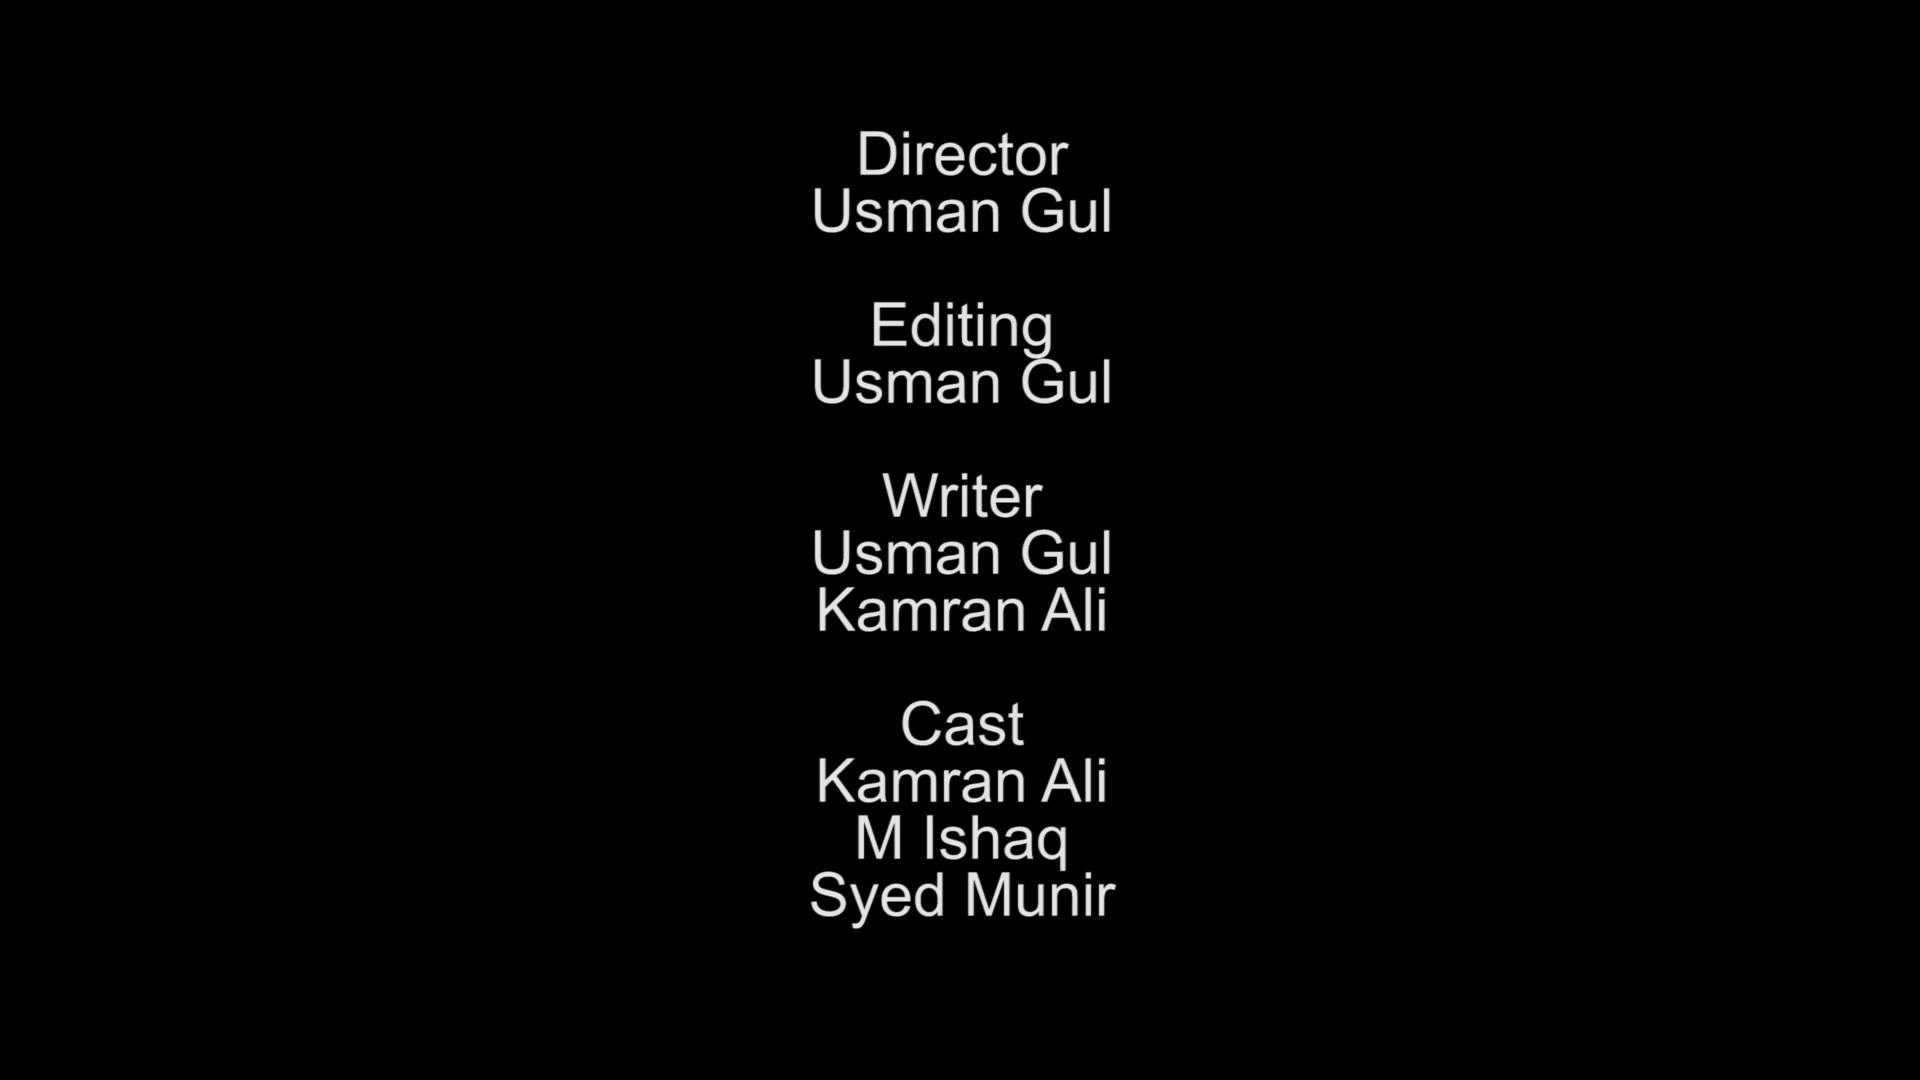 Director
Usman Gul
Editing
Usman Gul
Writer
Usman Gul
Kamran Ali
Cast
Kamran Ali
M Ishaq
Syed Munir